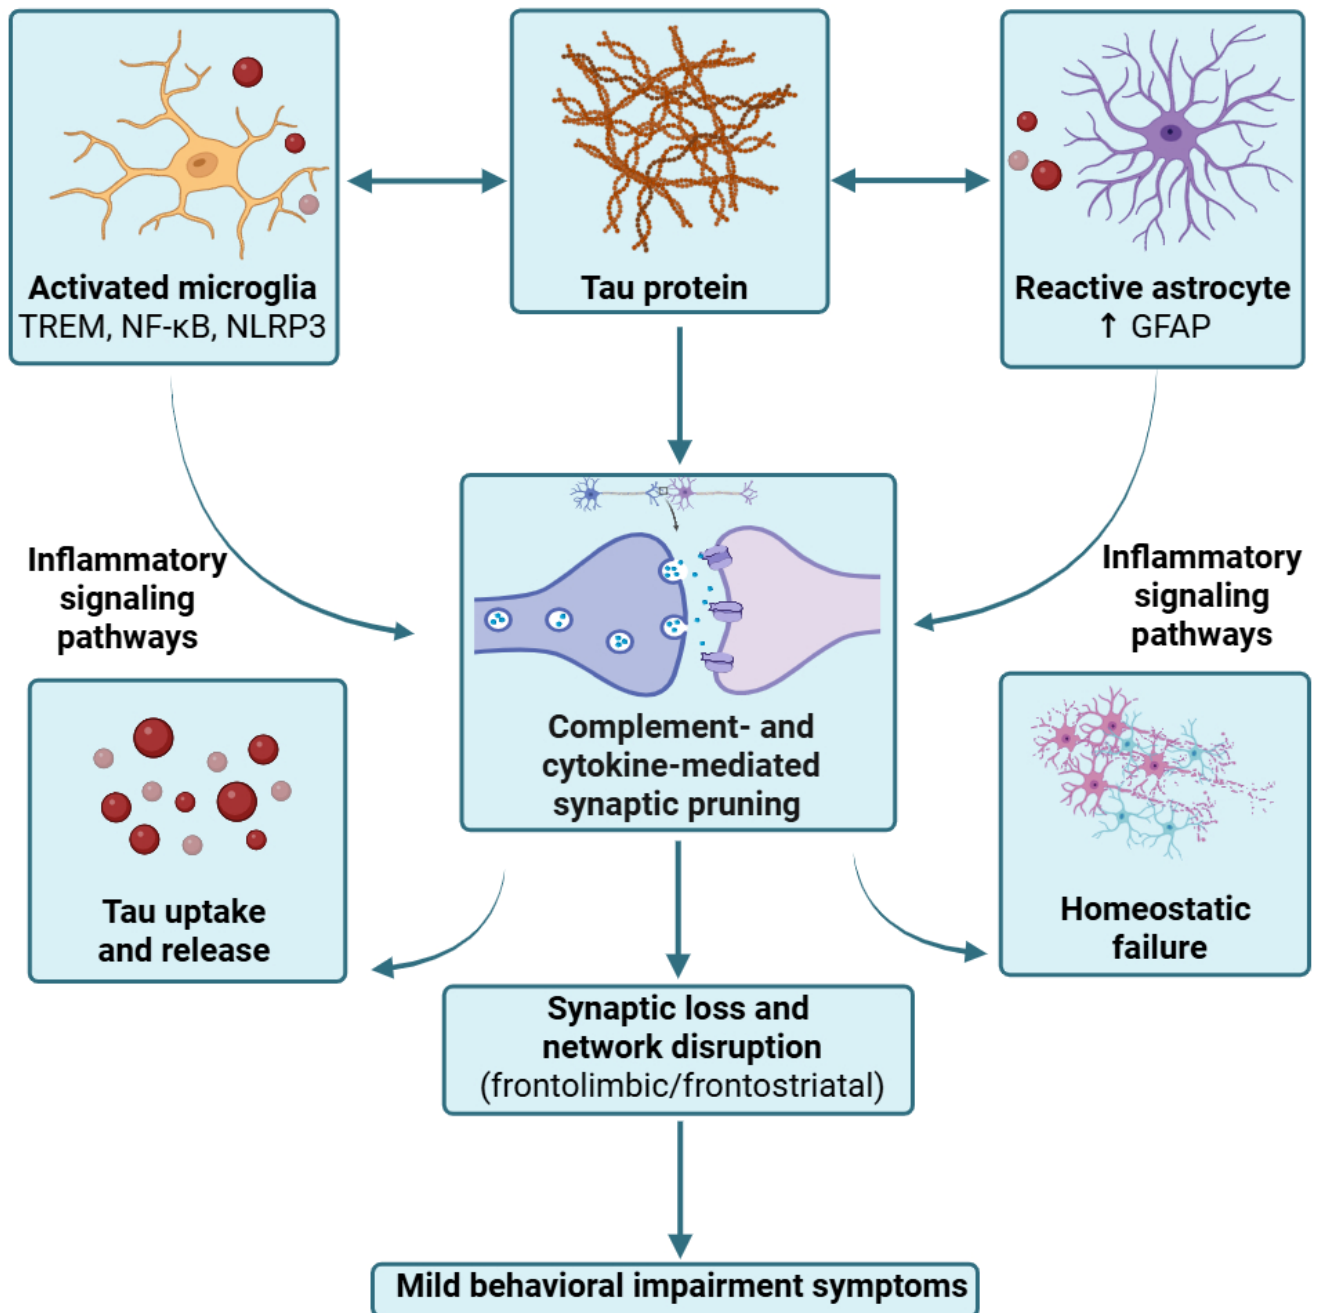 Activated microglia
TREM, NF-κB, NLRP3
Tau protein
Reactive astrocyte
↑ GFAP
Inflammatory
signaling
pathways
Inflammatory
signaling
pathways
Complement- and
cytokine-mediated
synaptic pruning
Tau uptake
and release
Homeostatic
failure
Synaptic loss and
network disruption
(frontolimbic/frontostriatal)
Mild behavioral impairment symptoms